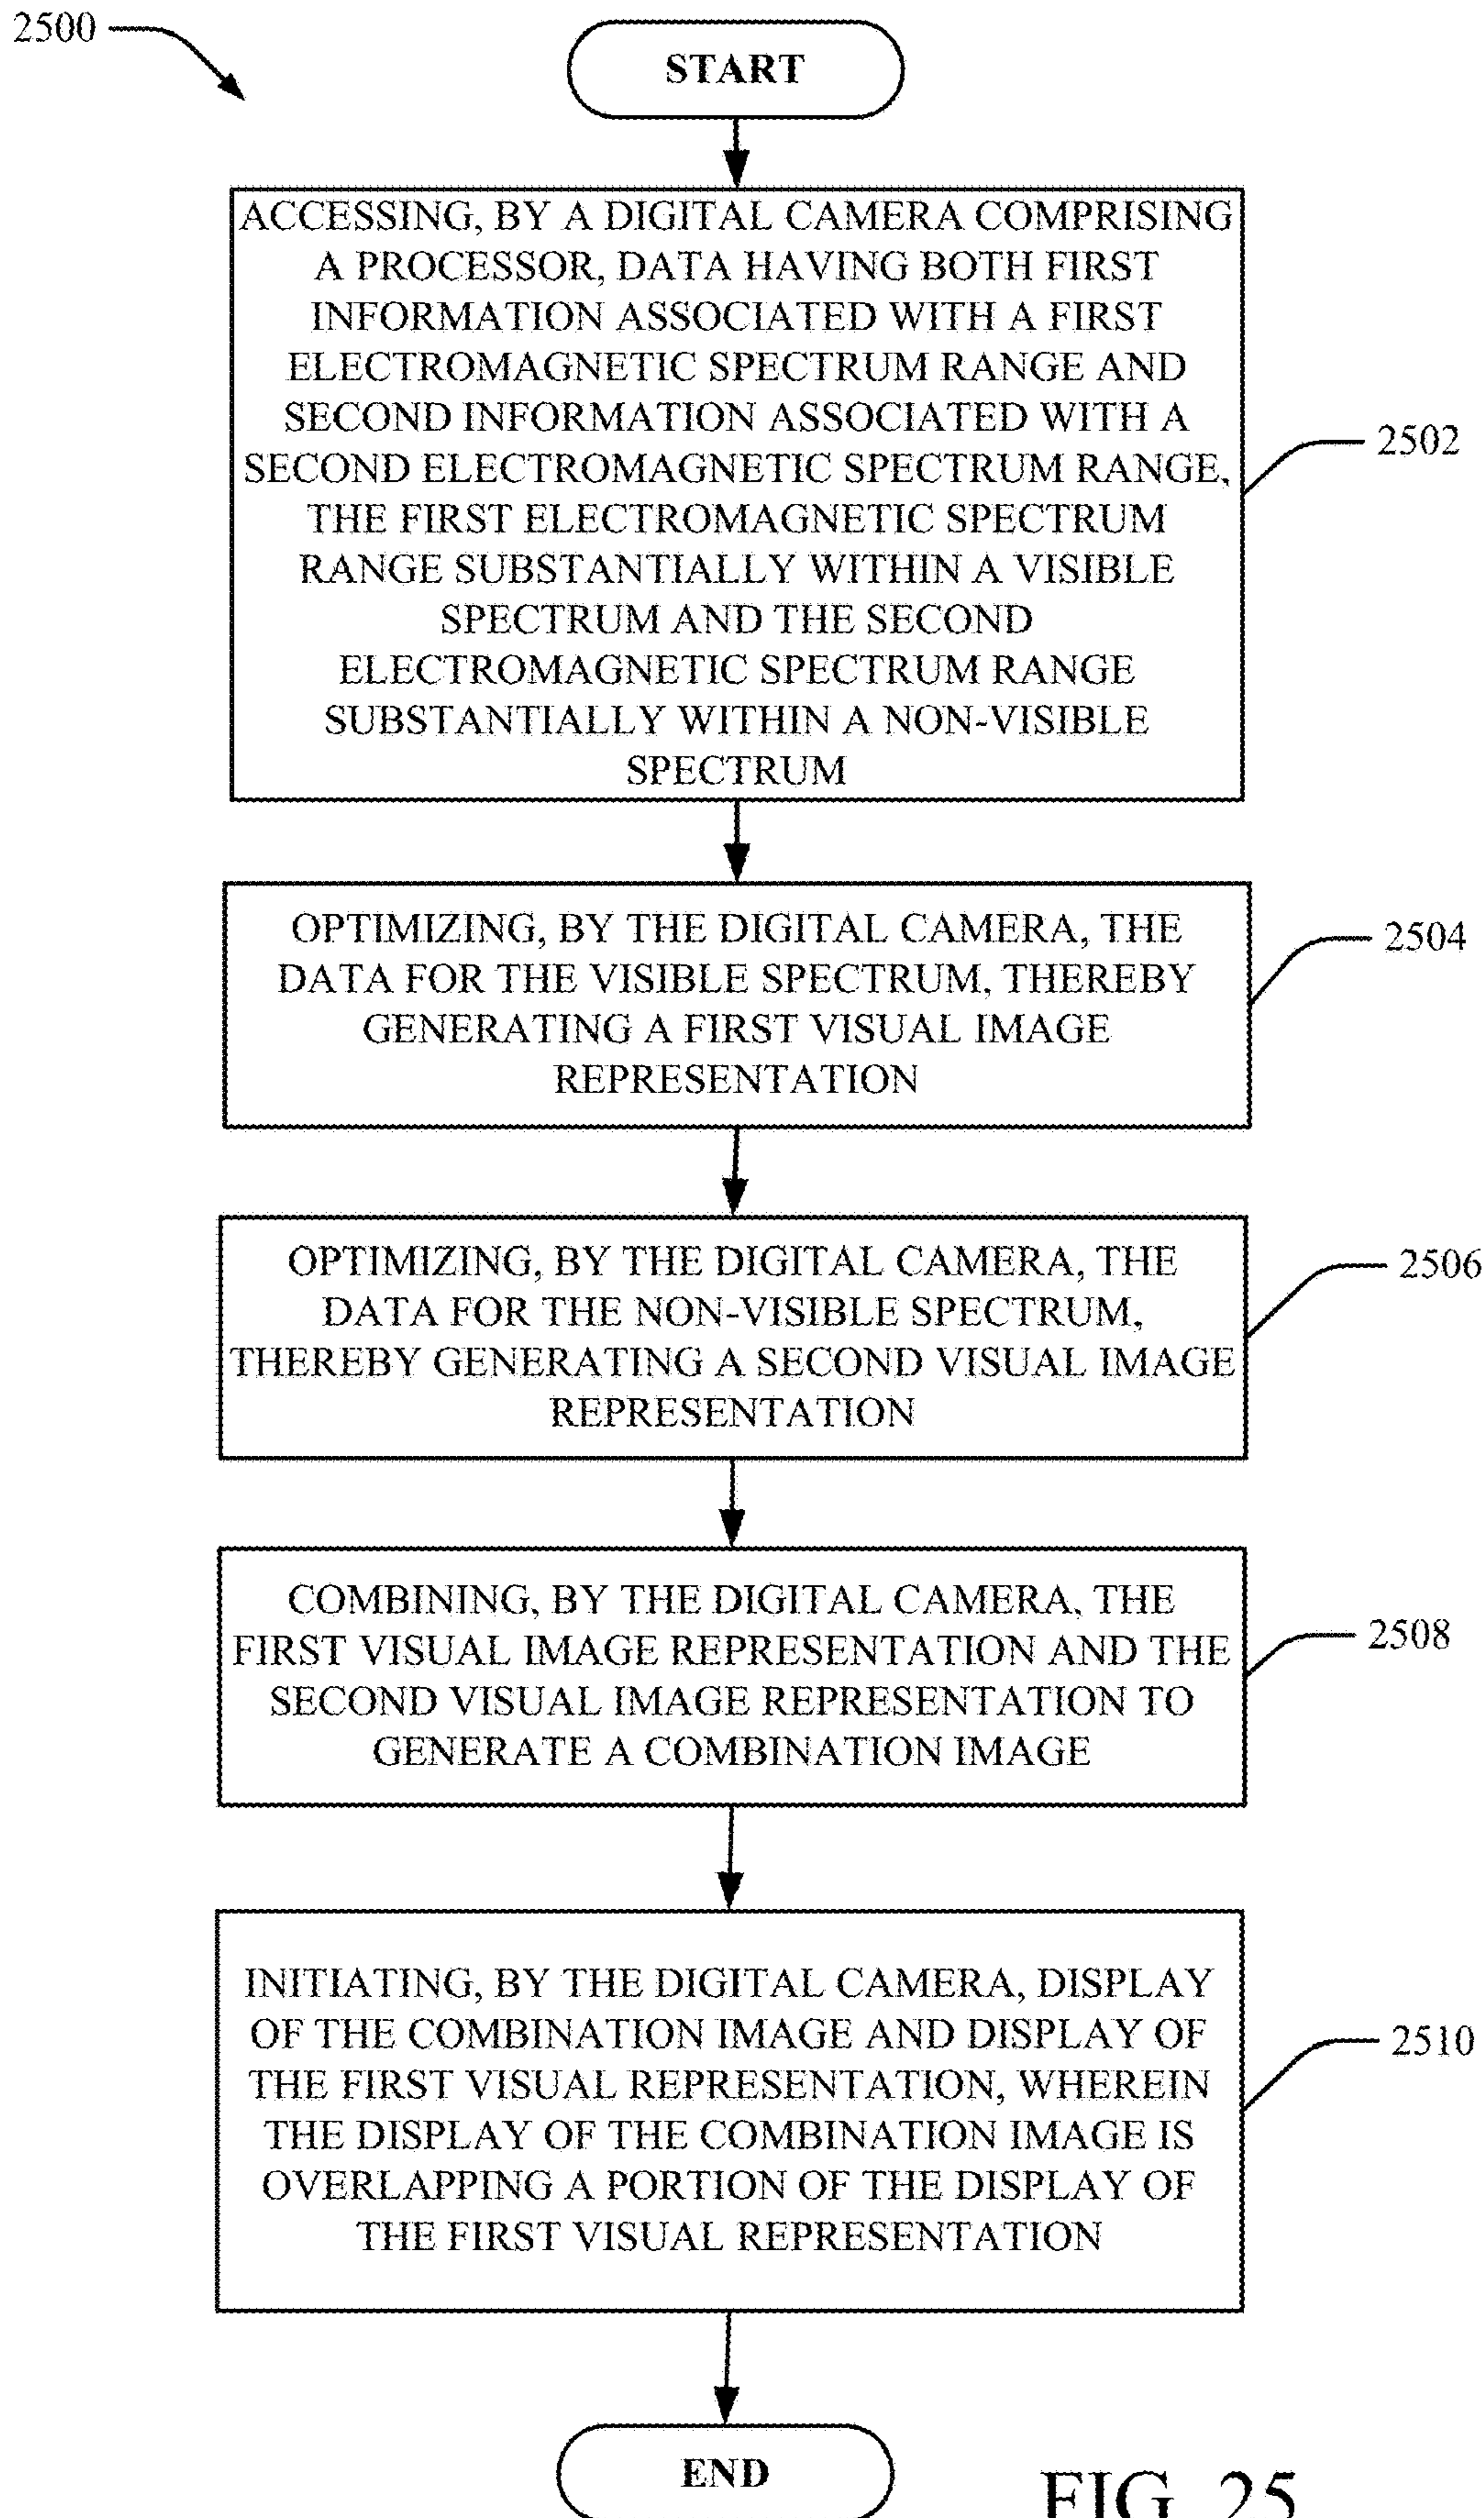 2500
START
ACCESSING, BY A DIGITAL CAMERA COMPRISING
A PROCESSOR, DATA HAVING BOTH FIRST
INFORMATION ASSOCIATED WITH A FIRST
ELECTROMAGNETIC SPECTRUM RANGE AND
SECOND INFORMATION ASSOCIATED WITH A
SECOND ELECTROMAGNETIC SPECTRUM RANGE,
THE FIRST ELECTROMAGNETIC SPECTRUM
RANGE SUBSTANTIALLY WITHIN A VISIBLE
SPECTRUM AND THE SECOND
ELECTROMAGNETIC SPECTRUM RANGE
SUBSTANTIALLY WITHIN A NON-VISIBLE
SPECTRUM
2502
OPTIMIZING, BY THE DIGITAL CAMERA, THE
DATA FOR THE VISIBLE SPECTRUM, THEREBY
GENERATING A FIRST VISUAL IMAGE
REPRESENTATION
2504
OPTIMIZING, BY THE DIGITAL CAMERA, THE
DATA FOR THE NON-VISIBLE SPECTRUM,
THEREBY GENERATING A SECOND VISUAL IMAGE
REPRESENTATION
2506
COMBINING, BY THE DIGITAL CAMERA, THE
FIRST VISUAL IMAGE REPRESENTATION AND THE
SECOND VISUAL IMAGE REPRESENTATION TO
GENERATE A COMBINATION IMAGE
2508
INITIATING, BY THE DIGITAL CAMERA, DISPLAY
OF THE COMBINATION IMAGE AND DISPLAY OF
THE FIRST VISUAL REPRESENTATION, WHEREIN
THE DISPLAY OF THE COMBINATION IMAGE IS
OVERLAPPING A PORTION OF THE DISPLAY OF
THE FIRST VISUAL REPRESENTATION
2510
END
FIG. 25